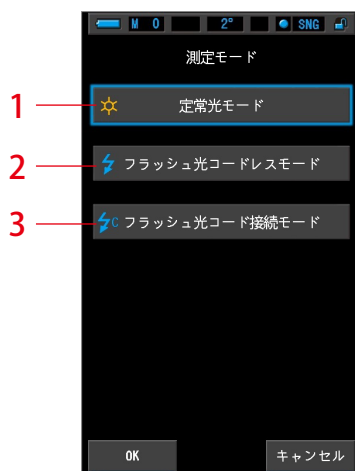 M 0 2° SNG
測定モード
1 定常光モード
2 フラッシュ光コードレスモード
3 C フラッシュ光コード接続モード
OK キャンセル